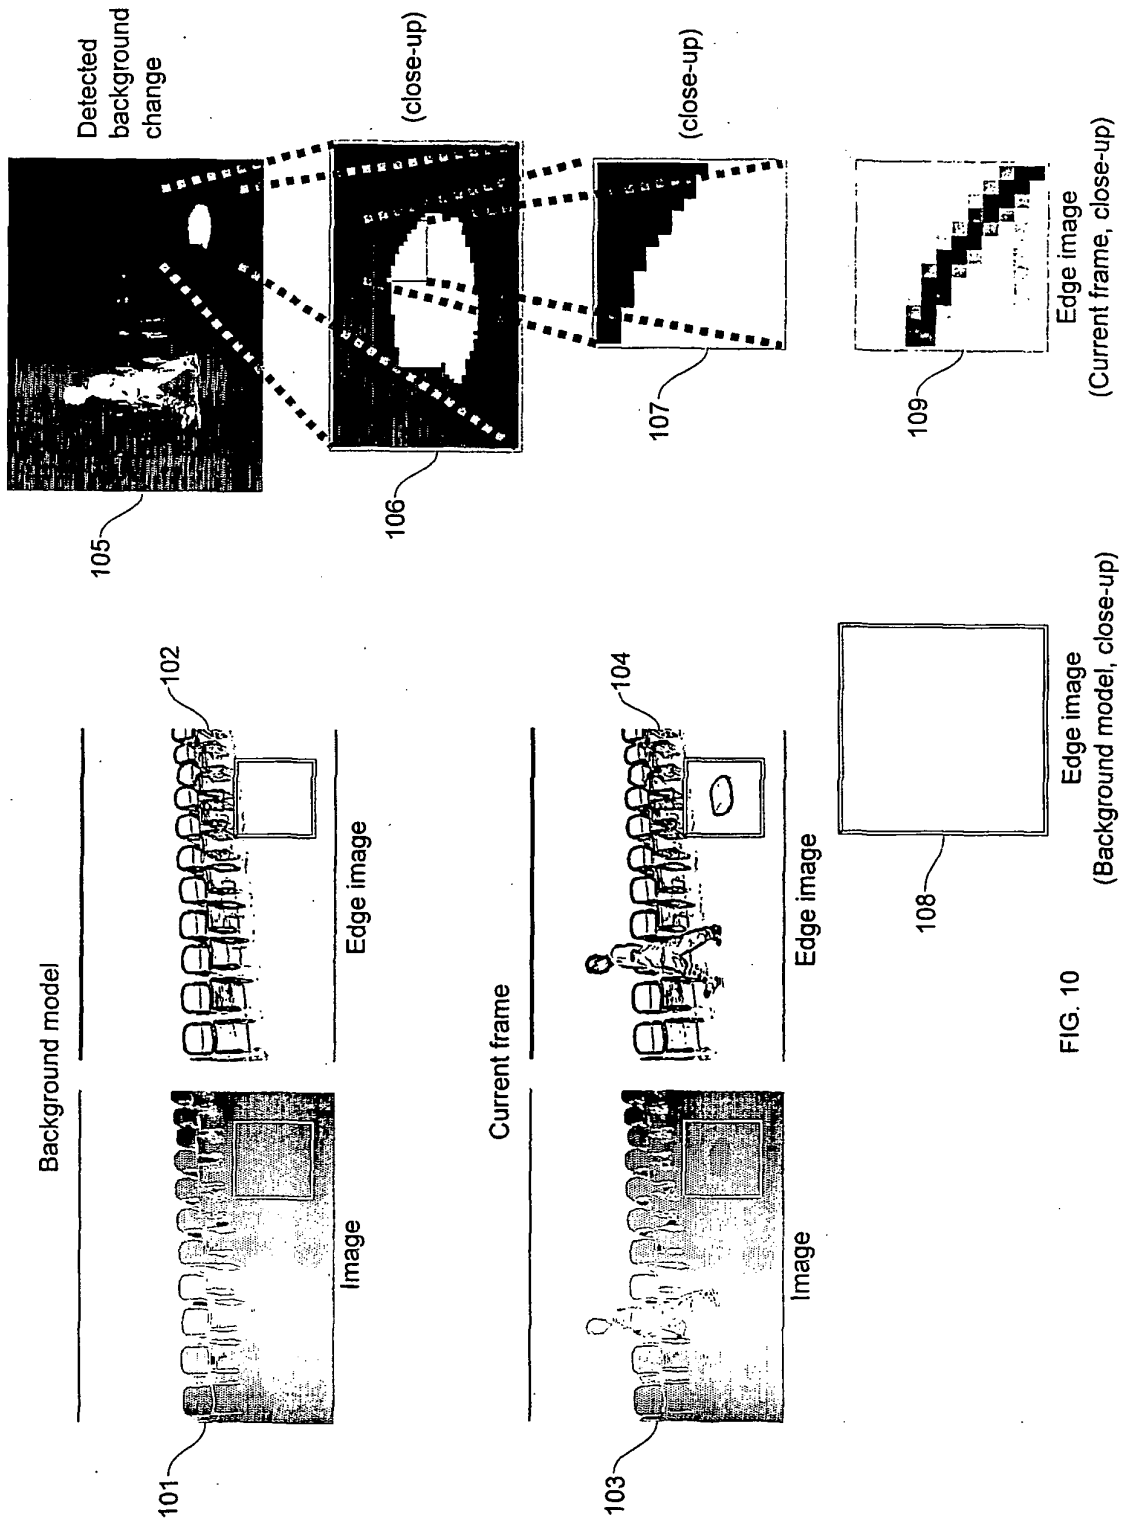 Background model
101
Image
102
Edge image
Current frame
103
Image
104
Edge image
105
Detected
background
change
106
(close-up)
107
(close-up)
108
Edge image
(Background model, close-up)
109
Edge image
(Current frame, close-up)
FIG. 10